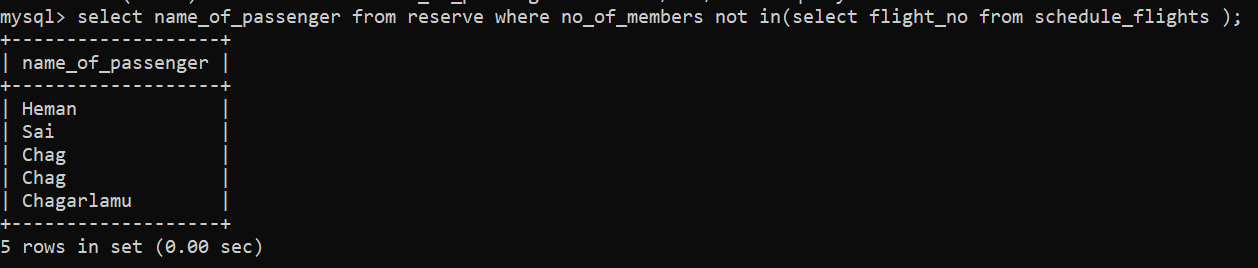 mysql> select name_of_passenger from reserve where no_of_members not in(select flight_no from schedule_flights );
+-------------------+
| name_of_passenger |
+-------------------+
| Heman             |
| Sai               |
| Chag              |
| Chag              |
| Chagarlamu        |
+-------------------+
5 rows in set (0.00 sec)